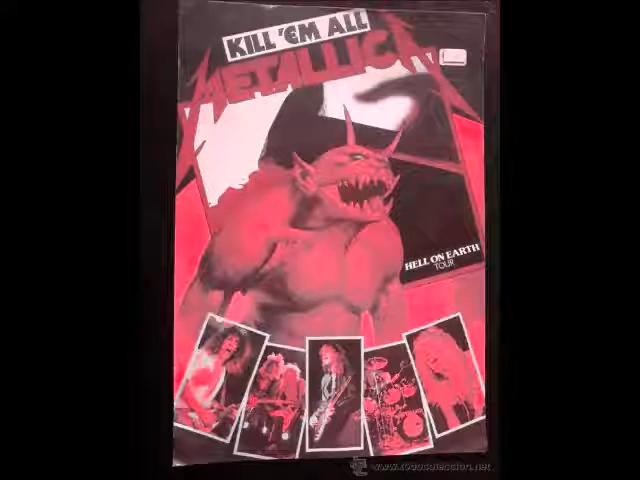 KILL 'EM ALL
METALLICA
HELL ON EARTH
TOUR
www.todocoleccion.net